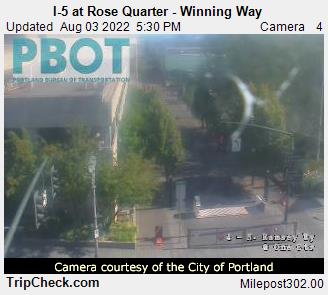 I-5 at Rose Quarter - Winning Way
Updated Aug 03 2022 5:30 PM Camera 4
PBOT
PORTLAND BUREAU OF TRANSPORTATION
Camera courtesy of the City of Portland
TripCheck.com Milepost302.00